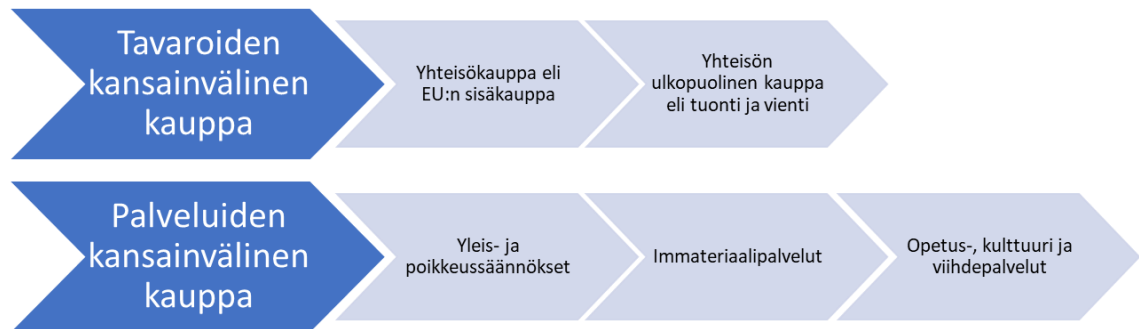 Tavaroiden
kansainvälinen
kauppa
Yhteisökauppa eli
EU:n sisäkauppa
Yhteisön
ulkopuolinen kauppa
eli tuonti ja vienti
Palveluiden
kansainvälinen
kauppa
Yleis- ja
poikkeussäännökset
Immateriaalipalvelut
Opetus-, kulttuuri ja
viihdepalvelut